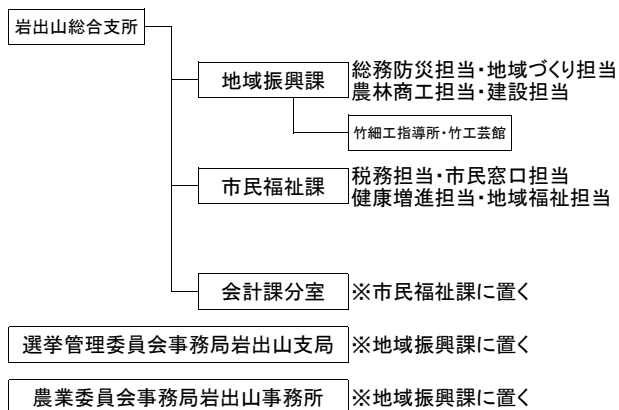 岩出山総合支所
地域振興課
総務防災担当・地域づくり担当
農林商工担当・建設担当
竹細工指導所・竹工芸館
市民福祉課
税務担当・市民窓口担当
健康増進担当・地域福祉担当
会計課分室
※市民福祉課に置く
選挙管理委員会事務局岩出山支局
※地域振興課に置く
農業委員会事務局岩出山事務所
※地域振興課に置く